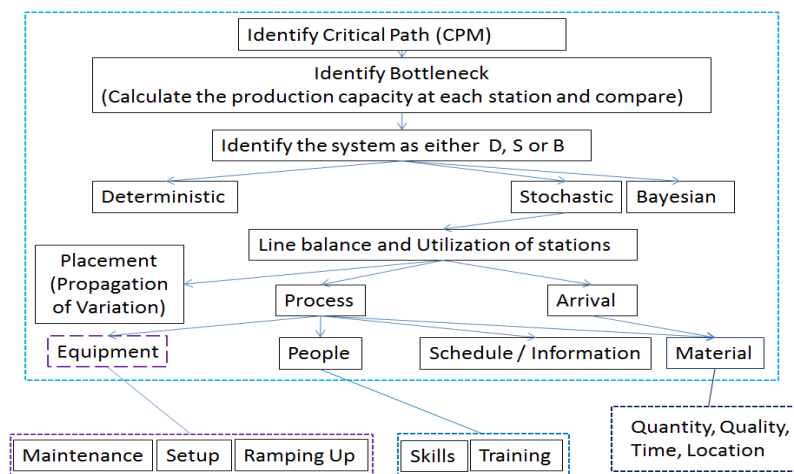 Identify Critical Path (CPM)
Identify Bottleneck
(Calculate the production capacity at each station and compare)
Identify the system as either D, S or B
Deterministic
Stochastic
Bayesian
Line balance and Utilization of stations
Placement
(Propagation
of Variation)
Process
Arrival
Equipment
People
Schedule / Information
Material
Maintenance
Setup
Ramping Up
Skills
Training
Quantity, Quality,
Time, Location